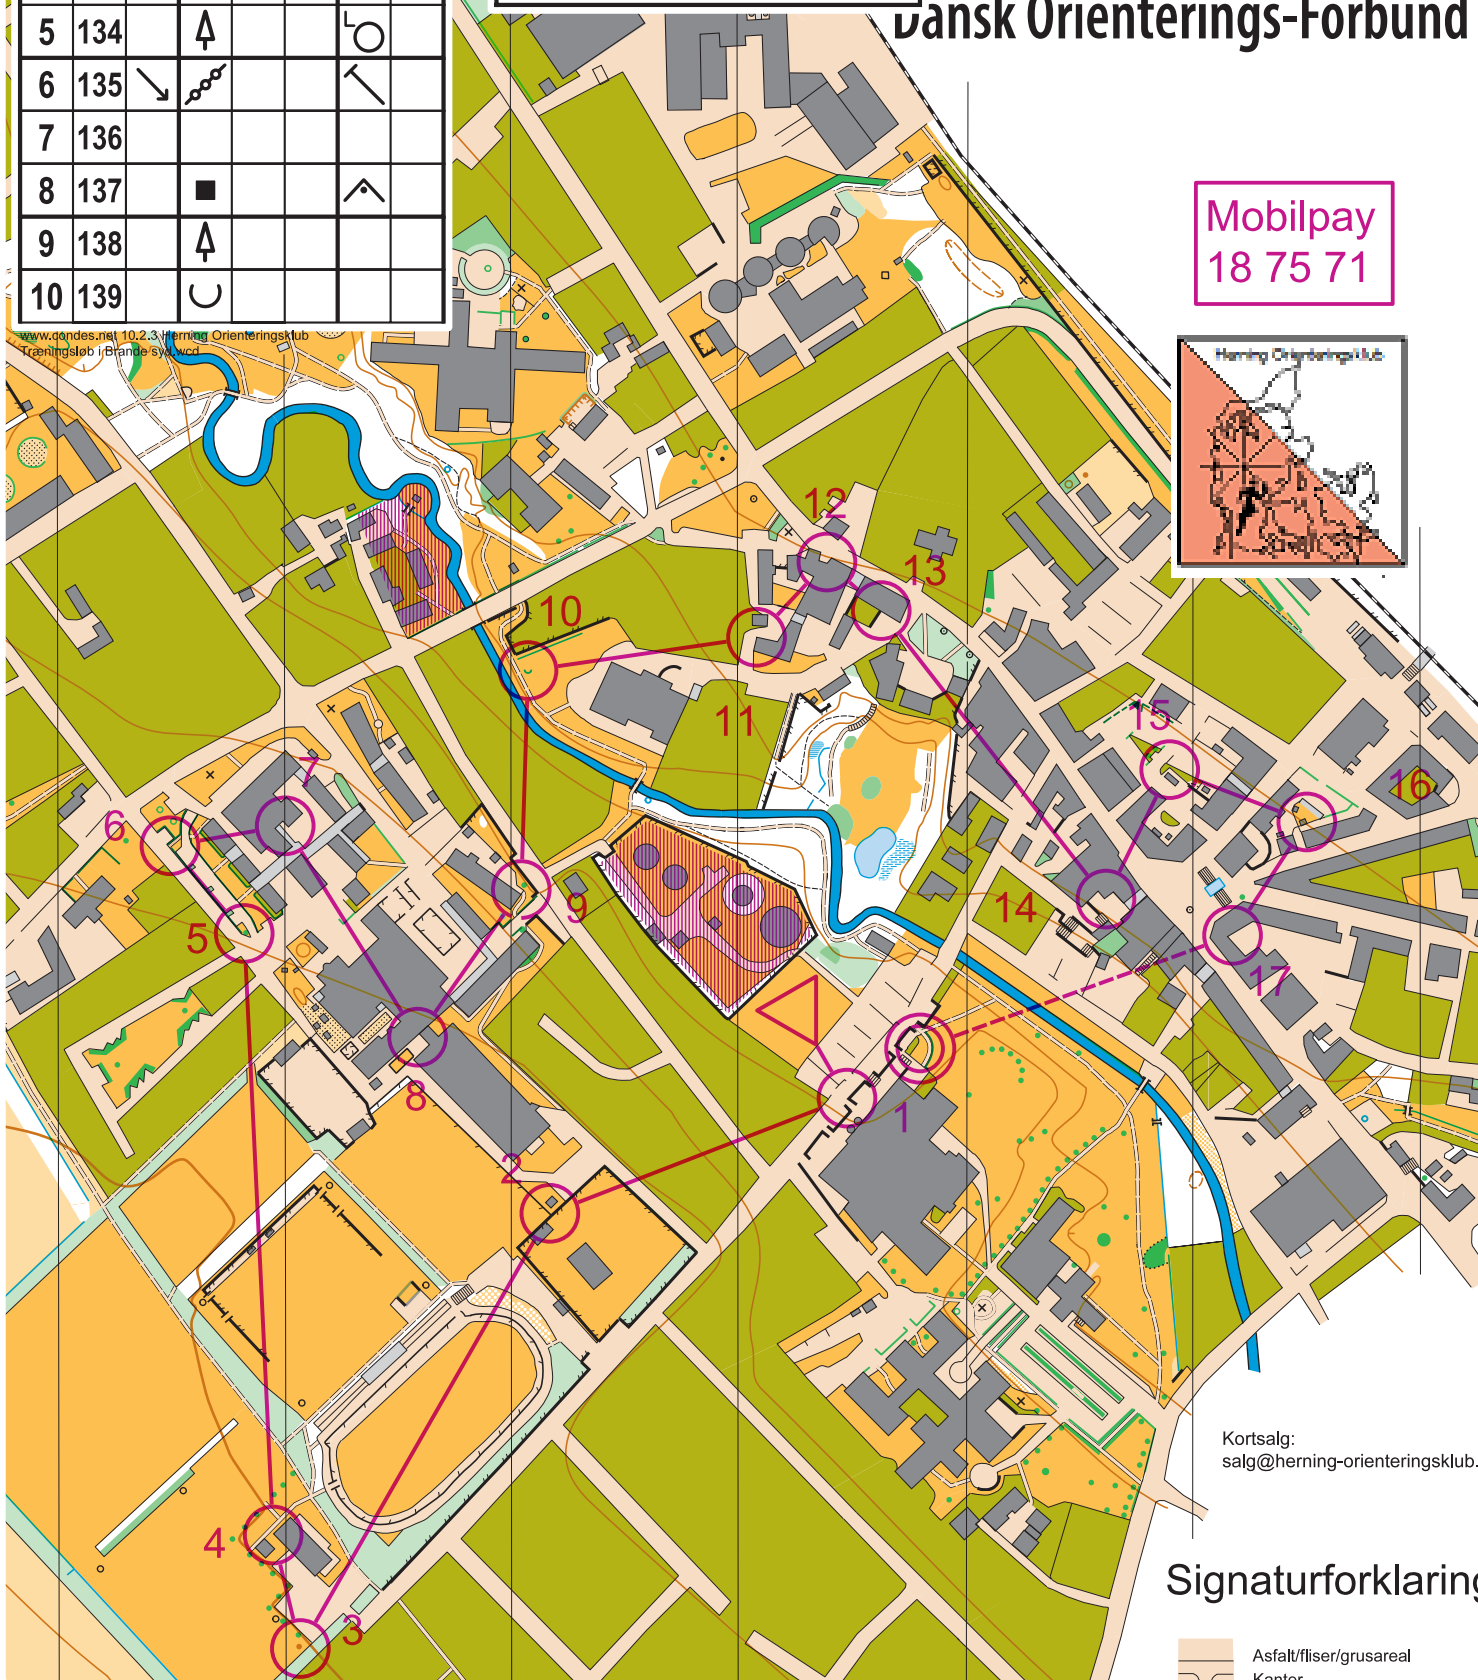 Dansk Orienterings-Forbund
5 134
6 135
7 136
8 137
9 138
10 139
www.condes.net 10.2.3 Herning Orienteringsklub
Træningsløb i Brande syd.wcd
Mobilpay
18 75 71
Herning Orienteringsklub
12
13
10
11
15
16
7
6
5
9
14
17
8
1
2
4
3
Kortsalg:
salg@herning-orienteringsklub.
Signaturforklaring
Asfalt/fliser/grusareal
Kanter